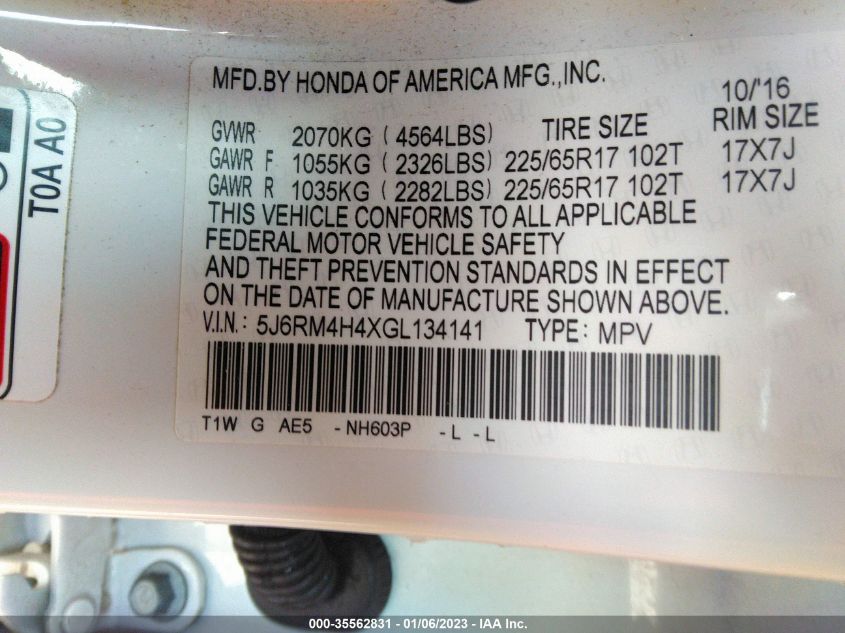 MFD.BY HONDA OF AMERICA MFG.,INC. 10/'16
GVWR 2070KG ( 4564LBS) TIRE SIZE RIM SIZE
GAWR F 1055KG ( 2326LBS) 225/65R17 102T 17X7J
GAWR R 1035KG ( 2282LBS) 225/65R17 102T 17X7J
THIS VEHICLE CONFORMS TO ALL APPLICABLE
FEDERAL MOTOR VEHICLE SAFETY
AND THEFT PREVENTION STANDARDS IN EFFECT
ON THE DATE OF MANUFACTURE SHOWN ABOVE.
V.I.N.: 5J6RM4H4XGL134141 TYPE: MPV
T1W G AE5 - NH603P - L - L
T0A A0
000-35562831 - 01/06/2023 - IAA Inc.